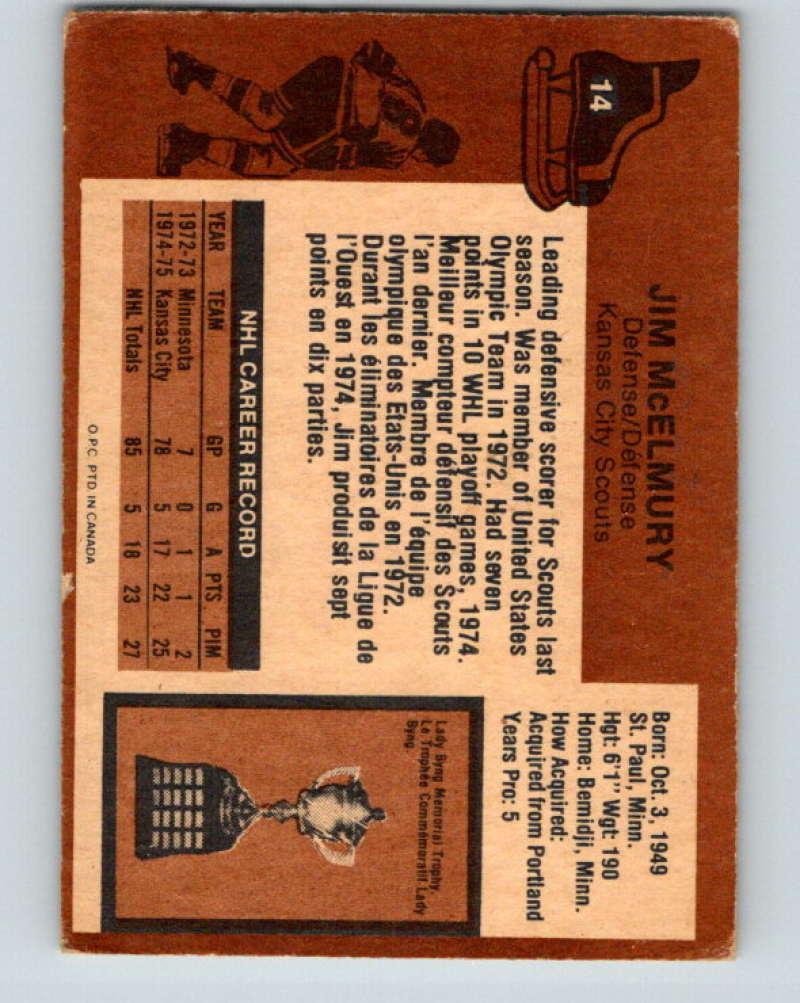 14
JIM McELMURY
Defense/Défense
Kansas City Scouts
Leading defensive scorer for Scouts last
season. Was member of United States
Olympic Team in 1972. Had seven
points in 10 WHL playoff games, 1974.
Meilleur compteur défensif des Scouts
l'an dernier. Membre de l'équipe
olympique des Etats-Unis en 1972.
Durant les éliminatoires de la Ligue de
l'Ouest en 1974, Jim produisit sept
points en dix parties.
NHL CAREER RECORD
YEAR TEAM GP G A PTS PIM
1972-73 Minnesota 7 0 1 1 2
1974-75 Kansas City 78 5 17 22 25
NHL Totals 85 5 18 23 27
O.P.C. PTD. IN CANADA
Born: Oct. 3, 1949
St. Paul, Minn.
Hgt: 6'1" Wgt: 190
Home: Bemidji, Minn.
How Acquired:
Acquired from Portland
Years Pro: 5
Lady Byng Memorial Trophy.
Le Trophée Commémoratif Lady
Byng.